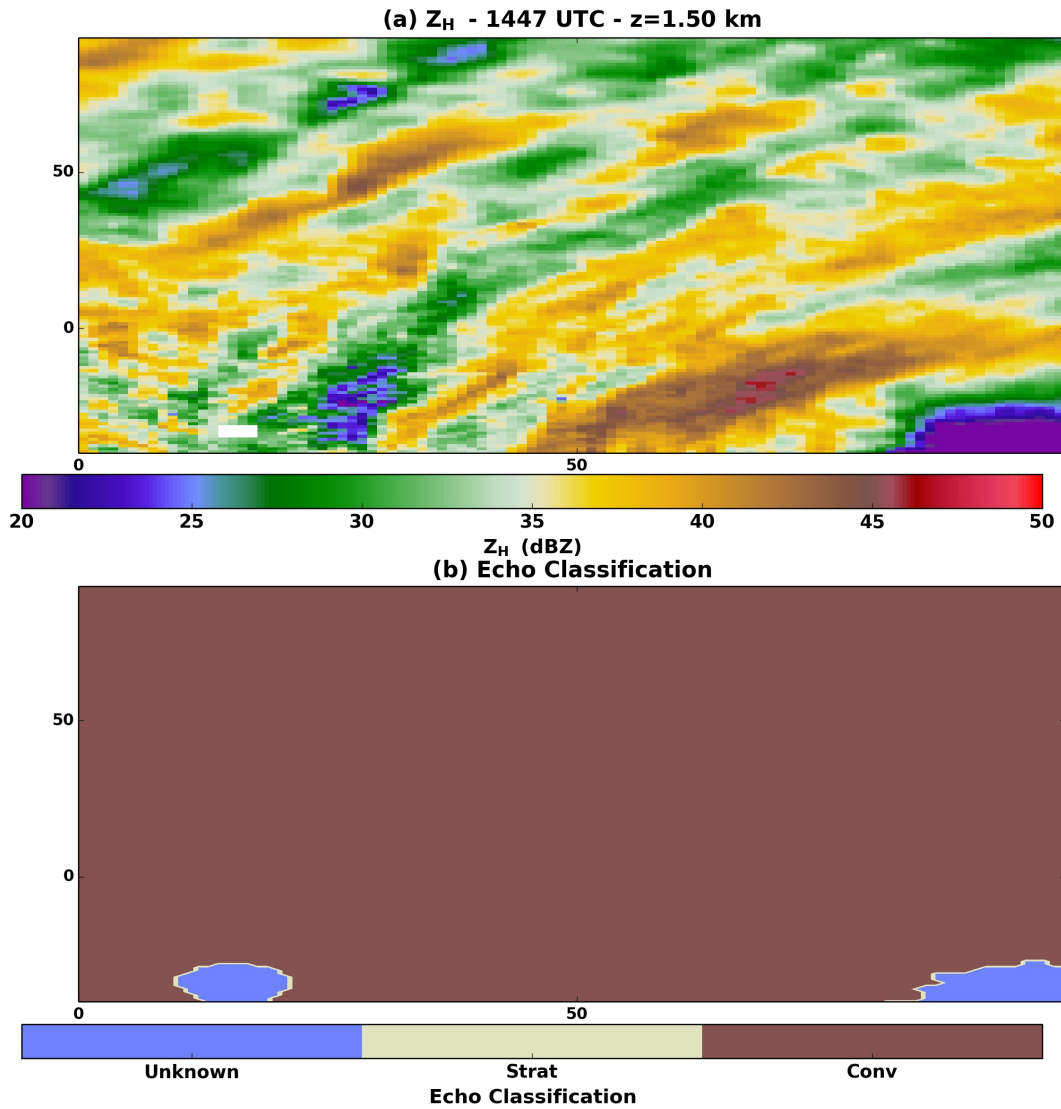 (a) Z_H - 1447 UTC - z=1.50 km
50
0
0 50
20 25 30 35 40 45 50
Z_H (dBZ)
(b) Echo Classification
50
0
0 50
Unknown Strat Conv
Echo Classification